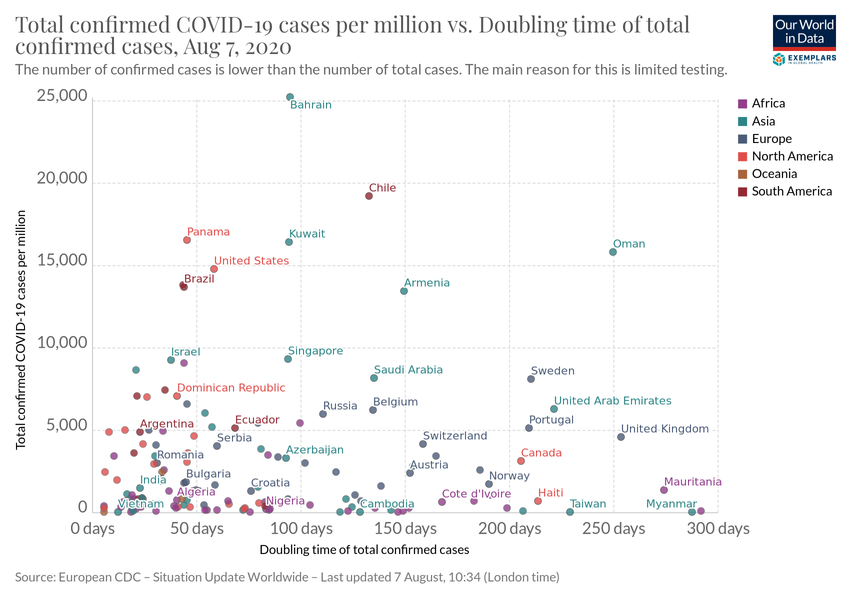 Total confirmed COVID-19 cases per million vs. Doubling time of total
confirmed cases, Aug 7, 2020
The number of confirmed cases is lower than the number of total cases. The main reason for this is limited testing.
Our World
in Data
EXEMPLARS
IN GLOBAL HEALTH
Total confirmed COVID-19 cases per million
25,000
20,000
15,000
10,000
5,000
0
Bahrain
Chile
Panama
Kuwait
Oman
United States
Brazil
Armenia
Israel
Singapore
Saudi Arabia
Sweden
Dominican Republic
Russia
Belgium
United Arab Emirates
Argentina
Ecuador
Portugal
United Kingdom
Serbia
Switzerland
Romania
Azerbaijan
Canada
Austria
Bulgaria
India
Croatia
Norway
Mauritania
Algeria
Cote d'Ivoire
Haiti
Vietnam
Nigeria
Cambodia
Taiwan
Myanmar
0 days
50 days
100 days
150 days
200 days
250 days
300 days
Doubling time of total confirmed cases
Africa
Asia
Europe
North America
Oceania
South America
Source: European CDC – Situation Update Worldwide – Last updated 7 August, 10:34 (London time)